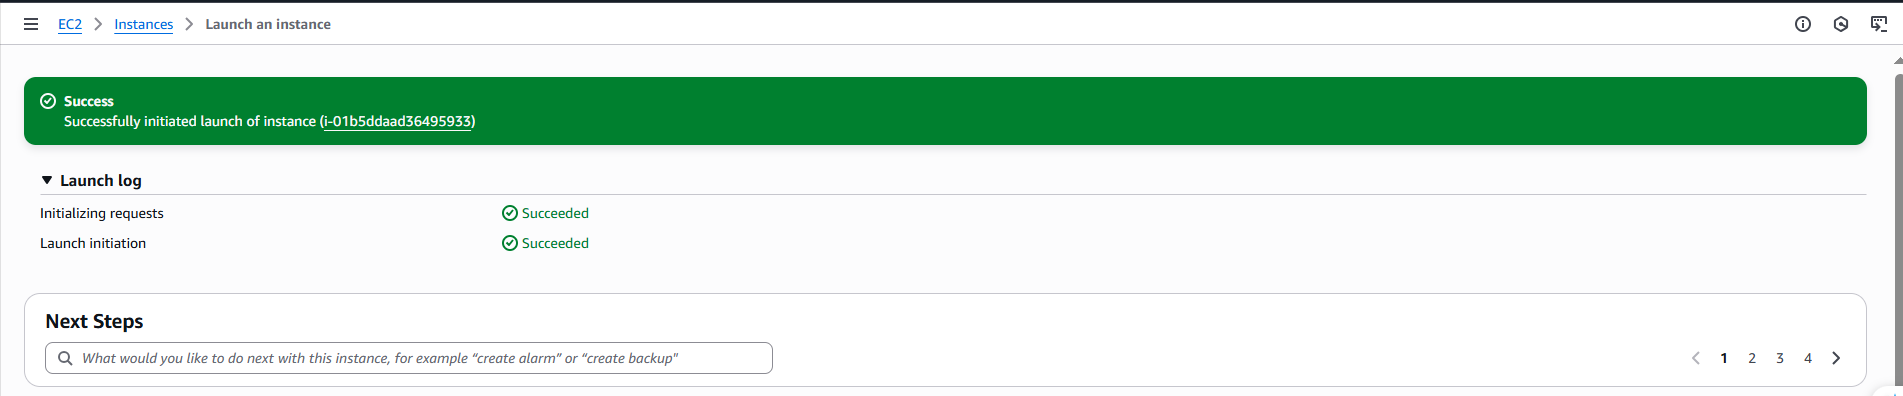 EC2 > Instances > Launch an instance
Success
Successfully initiated launch of instance (i-01b5ddaad36495933)
Launch log
Initializing requests Succeeded
Launch initiation Succeeded
Next Steps
What would you like to do next with this instance, for example “create alarm” or “create backup" 1 2 3 4